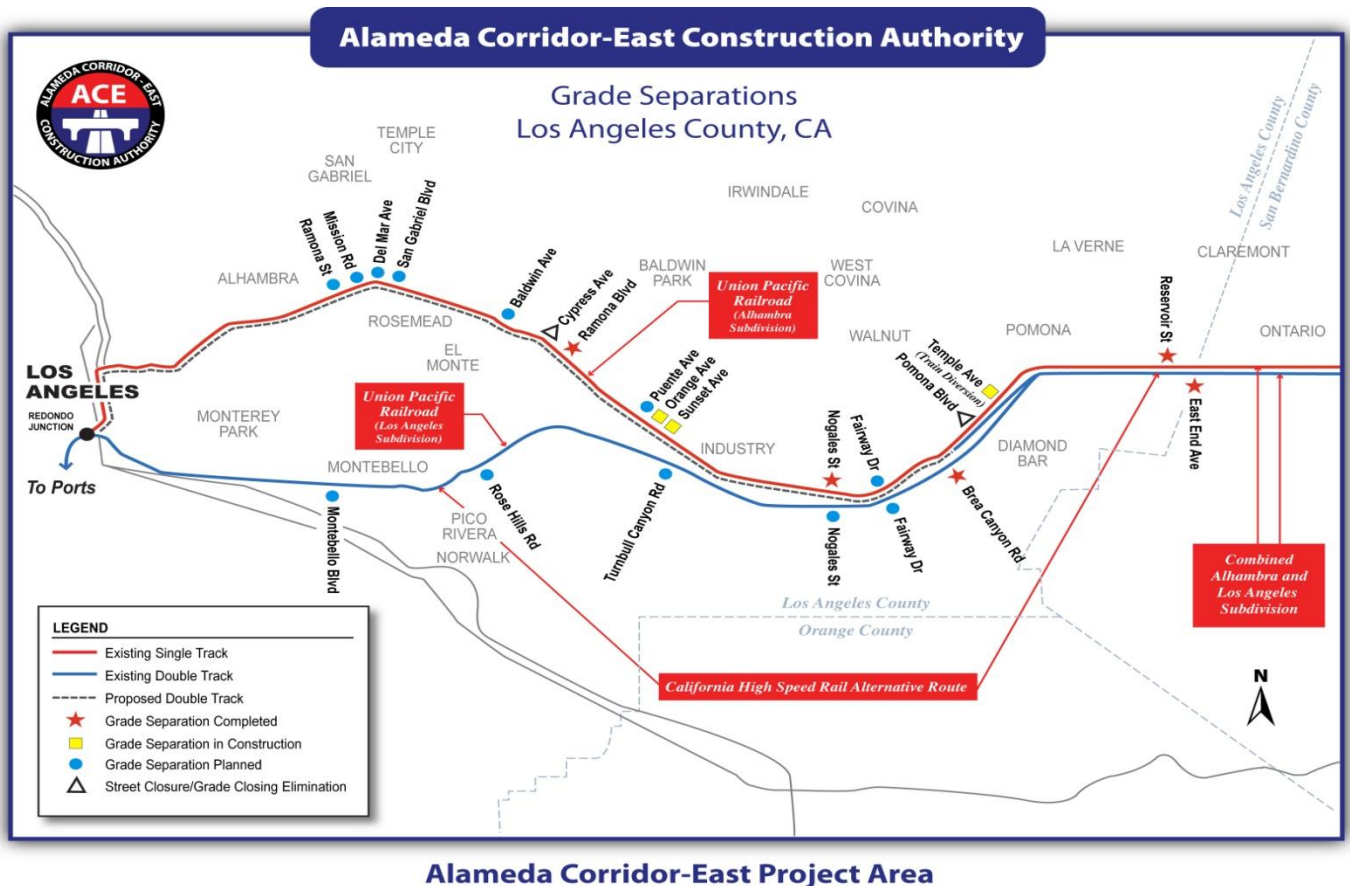 Alameda Corridor-East Construction Authority
ALAMEDA CORRIDOR - EAST
ACE
CONSTRUCTION AUTHORITY
Grade Separations
Los Angeles County, CA
TEMPLE
CITY
SAN
GABRIEL
IRWINDALE
COVINA
Los Angeles County
San Bernardino County
LA VERNE
CLAREMONT
Ramona St
Mission Rd
Del Mar Ave
San Gabriel Blvd
ALHAMBRA
ROSEMEAD
Baldwin Ave
Cypress Ave
Ramona Blvd
BALDWIN
PARK
Union Pacific
Railroad
(Alhambra
Subdivision)
WEST
COVINA
WALNUT
POMONA
Reservoir St
ONTARIO
EL
MONTE
Puente Ave
Orange Ave
Sunset Ave
Temple Ave
(Train Diversion)
Pomona Blvd
LOS
ANGELES
REDONDO
JUNCTION
To Ports
MONTEREY
PARK
Union Pacific
Railroad
(Los Angeles
Subdivision)
MONTEBELLO
INDUSTRY
Nogales St
Fairway Dr
DIAMOND
BAR
East End Ave
Montebello Blvd
PICO
RIVERA
NORWALK
Rose Hills Rd
Turnbull Canyon Rd
Nogales St
Fairway Dr
Brea Canyon Rd
Combined
Alhambra and
Los Angeles
Subdivision
Los Angeles County
Orange County
California High Speed Rail Alternative Route
N
LEGEND
Existing Single Track
Existing Double Track
Proposed Double Track
Grade Separation Completed
Grade Separation in Construction
Grade Separation Planned
Street Closure/Grade Closing Elimination
Alameda Corridor-East Project Area